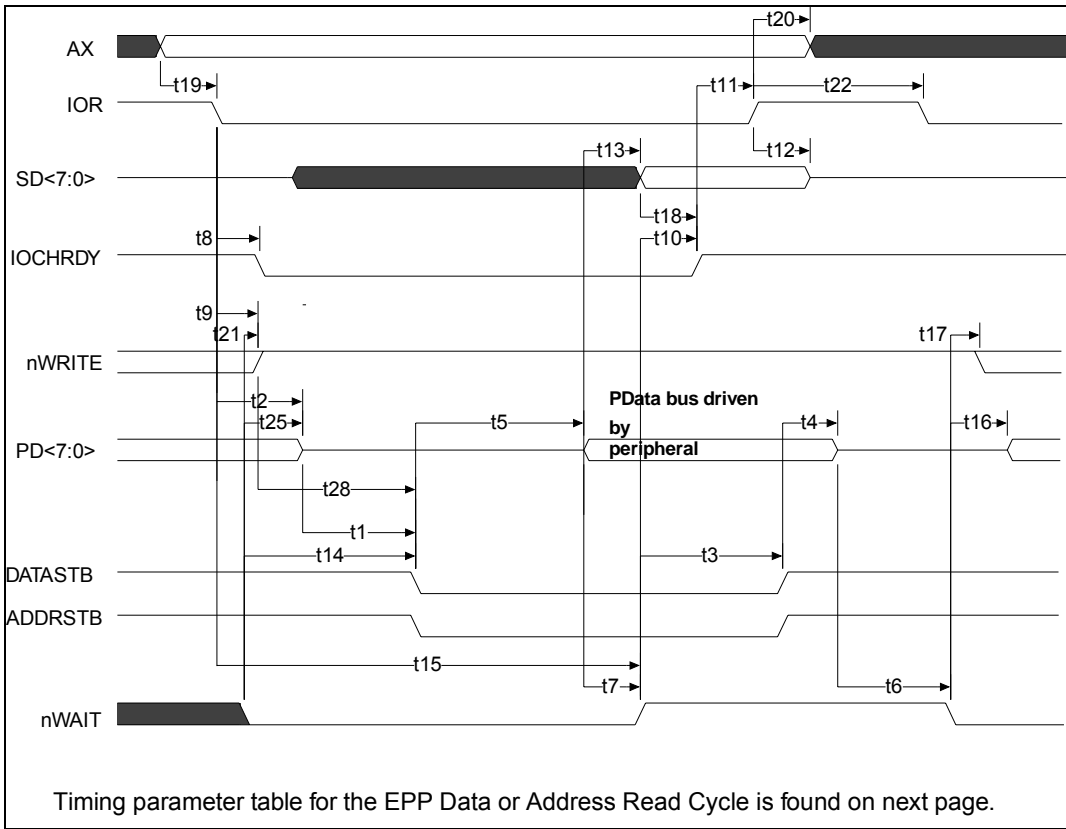 t20
AX
t19
t11
t22
IOR
t13
t12
SD<7:0>
t18
t8
t10
IOCHRDY
t9
t21
t17
nWRITE
t2
PData bus driven
t25
t5
by
t4
t16
PD<7:0>
peripheral
t28
t1
t14
t3
DATASTB
ADDRSTB
t15
t7
t6
nWAIT
Timing parameter table for the EPP Data or Address Read Cycle is found on next page.